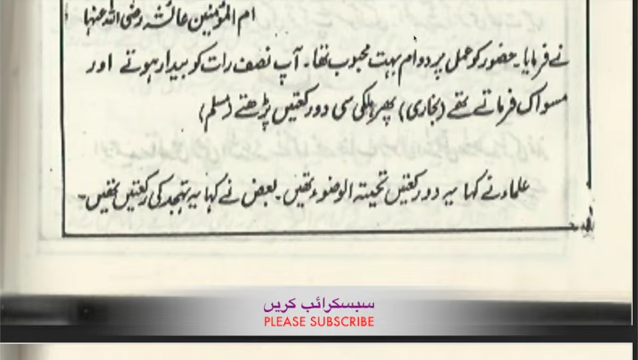 ام المؤمنین عائشہ رضی اللہ عنہا
نے فرمایا۔ حضور کو عمل پر دوام بہت محبوب تھا۔ آپ نصف رات کو بیدار ہوتے اور
مسواک فرماتے تھے (بخاری) پھر ہلکی سی دو رکعتیں پڑھتے (مسلم)
علماء نے کہا یہ دو رکعتیں تحیتہ الوضوء تھیں۔ بعض نے کہا یہ تہجد کی رکعتیں تھیں۔
سبسکرائب کریں
PLEASE SUBSCRIBE